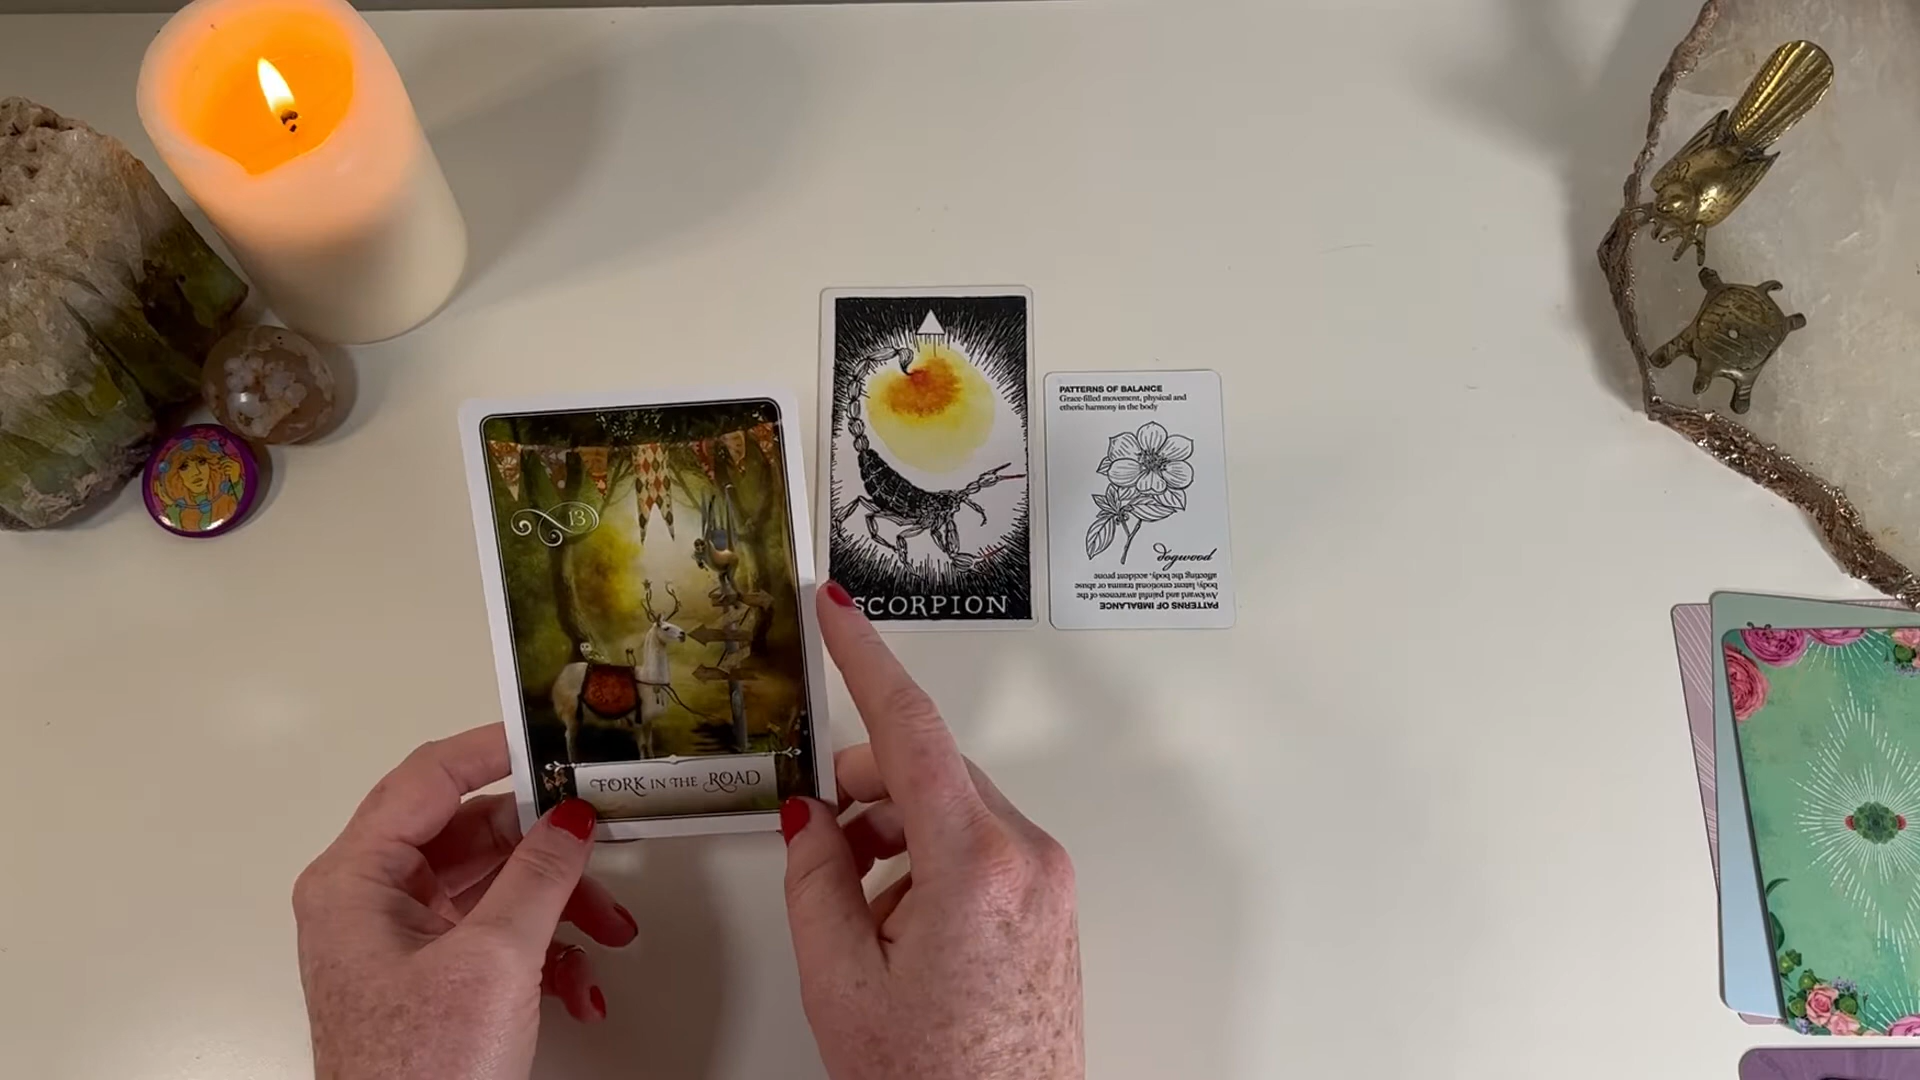 13
FORK IN THE ROAD
SCORPION
PATTERNS OF BALANCE
Grace-filled movement, physical and
etheric harmony in the body
dogwood
PATTERNS OF IMBALANCE
Awkward and painful awareness of the
body, latent emotional trauma or abuse
affecting the body, accident prone